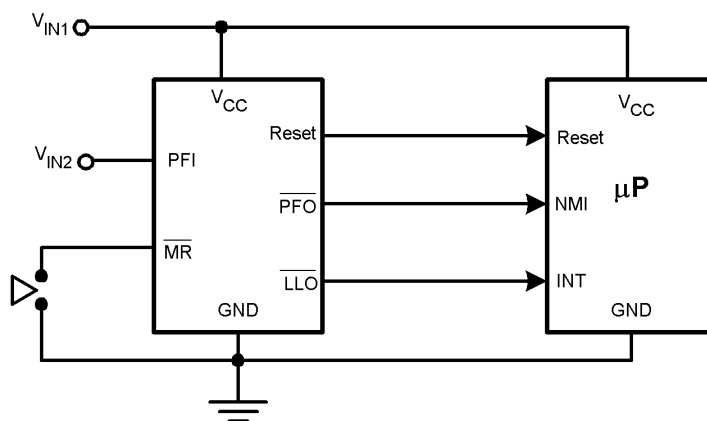 VIN1
VCC
VCC
Reset
Reset
VIN2
PFI
μP
PFO
NMI
MR
LLO
INT
GND
GND